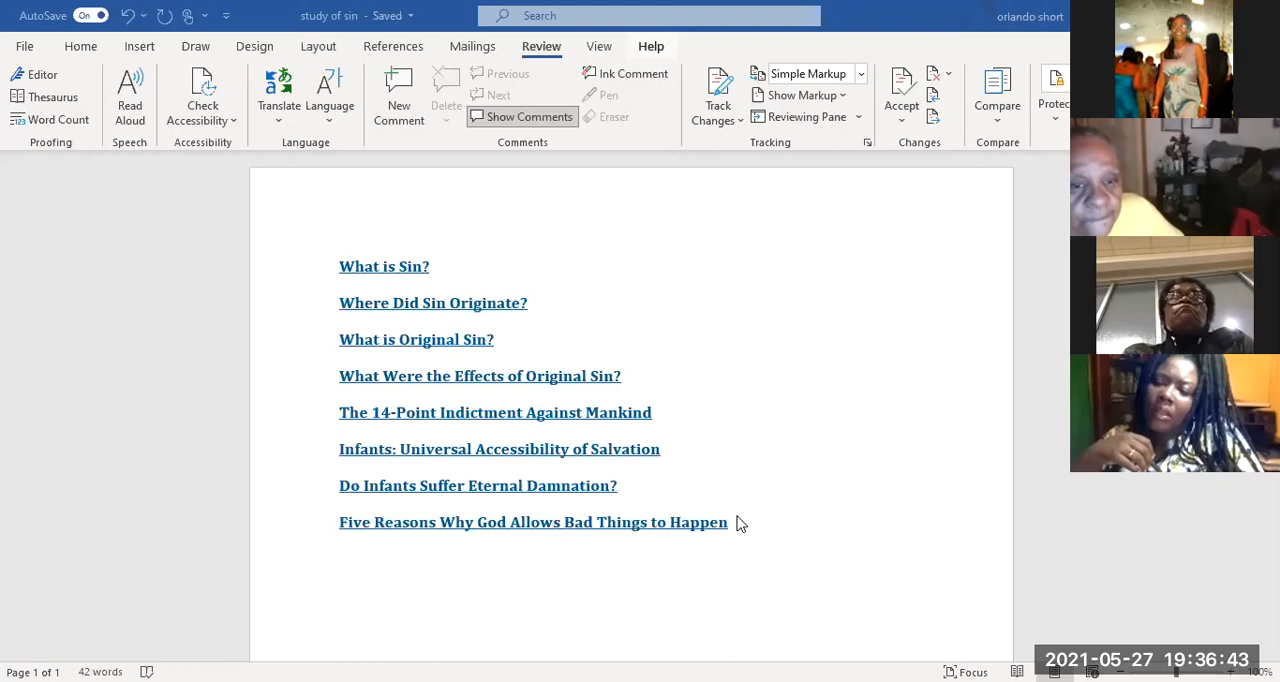 AutoSave On study of sin - Saved Search orlando short
File Home Insert Draw Design Layout References Mailings Review View Help
Editor Thesaurus Word Count Proofing
Read Aloud Speech
Check Accessibility Accessibility
Translate Language Language
New Comment Delete Previous Next Show Comments Ink Comment Pen Eraser Comments
Track Changes Simple Markup Show Markup Reviewing Pane Tracking
Accept Changes
Compare Compare
Protec
What is Sin?
Where Did Sin Originate?
What is Original Sin?
What Were the Effects of Original Sin?
The 14-Point Indictment Against Mankind
Infants: Universal Accessibility of Salvation
Do Infants Suffer Eternal Damnation?
Five Reasons Why God Allows Bad Things to Happen
Page 1 of 1 42 words Focus 100%
2021-05-27 19:36:43